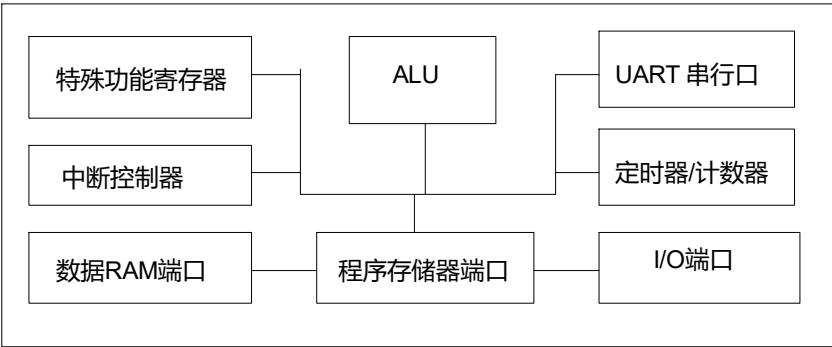 特殊功能寄存器
ALU
UART 串行口
中断控制器
定时器/计数器
数据RAM端口
程序存储器端口
I/O端口